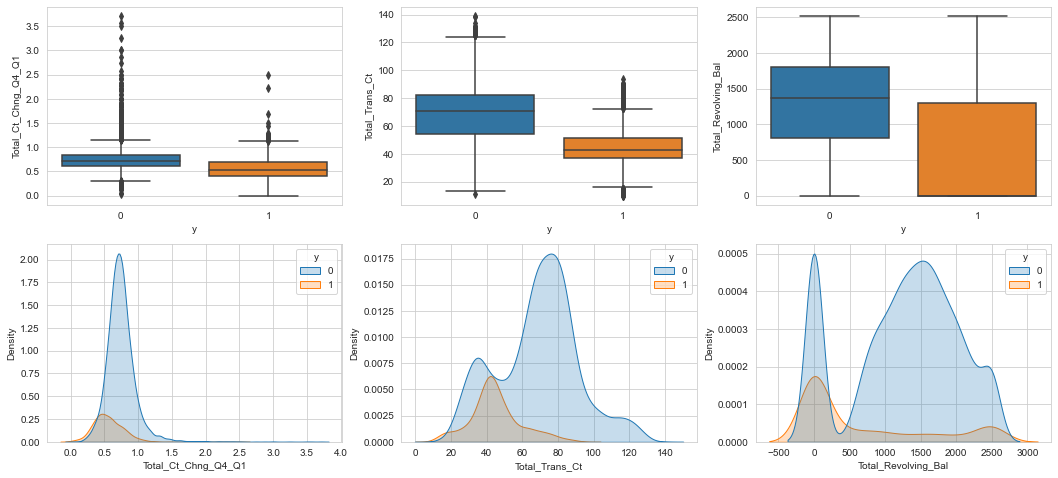 Total_Ct_Chng_Q4_Q1
3.5
3.0
2.5
2.0
1.5
1.0
0.5
0.0
0 1
y
Total_Trans_Ct
140
120
100
80
60
40
20
0 1
y
Total_Revolving_Bal
2500
2000
1500
1000
500
0
0 1
y
Density
2.00
1.75
1.50
1.25
1.00
0.75
0.50
0.25
0.00
y
0
1
0.0 0.5 1.0 1.5 2.0 2.5 3.0 3.5 4.0
Total_Ct_Chng_Q4_Q1
Density
0.0175
0.0150
0.0125
0.0100
0.0075
0.0050
0.0025
0.0000
y
0
1
0 20 40 60 80 100 120 140
Total_Trans_Ct
Density
0.0005
0.0004
0.0003
0.0002
0.0001
0.0000
y
0
1
−500 0 500 1000 1500 2000 2500 3000
Total_Revolving_Bal